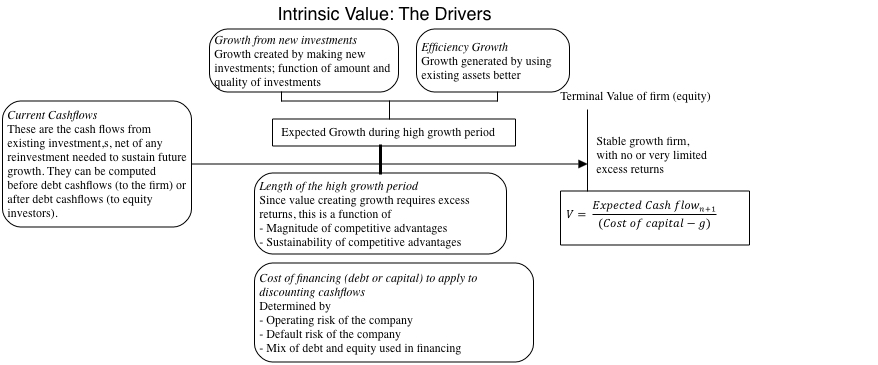 Intrinsic Value: The Drivers
Growth from new investments
Growth created by making new
investments; function of amount and
quality of investments
Efficiency Growth
Growth generated by using
existing assets better
Terminal Value of firm (equity)
Current Cashflows
These are the cash flows from
existing investment,s, net of any
reinvestment needed to sustain future
growth. They can be computed
before debt cashflows (to the firm) or
after debt cashflows (to equity
investors).
Expected Growth during high growth period
Stable growth firm,
with no or very limited
excess returns
Length of the high growth period
Since value creating growth requires excess
returns, this is a function of
- Magnitude of competitive advantages
- Sustainability of competitive advantages
V = Expected Cash flow_{n+1} / (Cost of capital − g)
Cost of financing (debt or capital) to apply to
discounting cashflows
Determined by
- Operating risk of the company
- Default risk of the company
- Mix of debt and equity used in financing